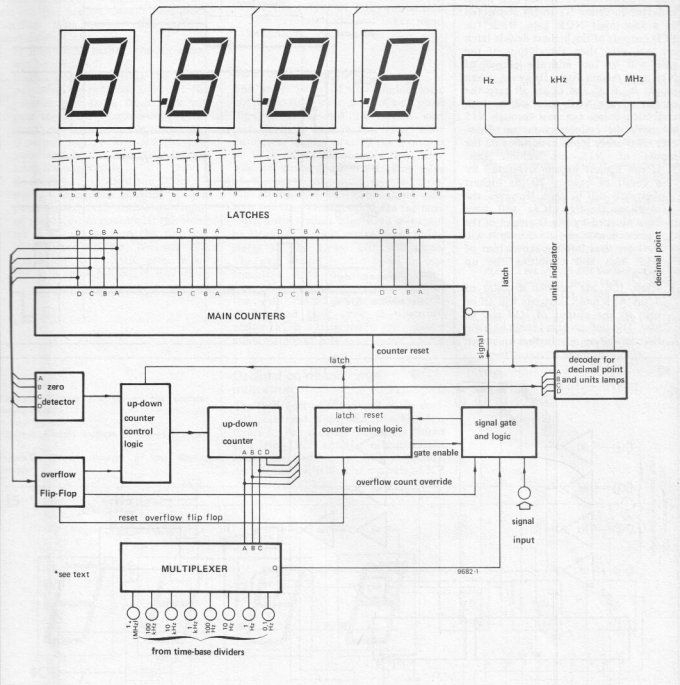 Hz
kHz
MHz
a b c d e f g
a b c d e f g
a b c d e f g
a b c d e f g
LATCHES
D C B A
D C B A
D C B A
D C B A
D C B A
D C B A
D C B A
D C B A
MAIN COUNTERS
latch
units indicator
decimal point
signal
counter reset
latch
A
B
C
D
zero
detector
up-down
counter
control
logic
up-down
counter
A B C D
latch reset
counter timing logic
gate enable
signal gate
and logic
A
B
C
D
decoder for
decimal point
and units lamps
overflow
Flip-Flop
overflow count override
reset overflow flip flop
signal
input
*see text
A B C
MULTIPLEXER
Q
9682-1
1*
(1MHz)
100
kHz
10
kHz
1
kHz
100
Hz
10
Hz
1
Hz
0,1
Hz
from time-base dividers